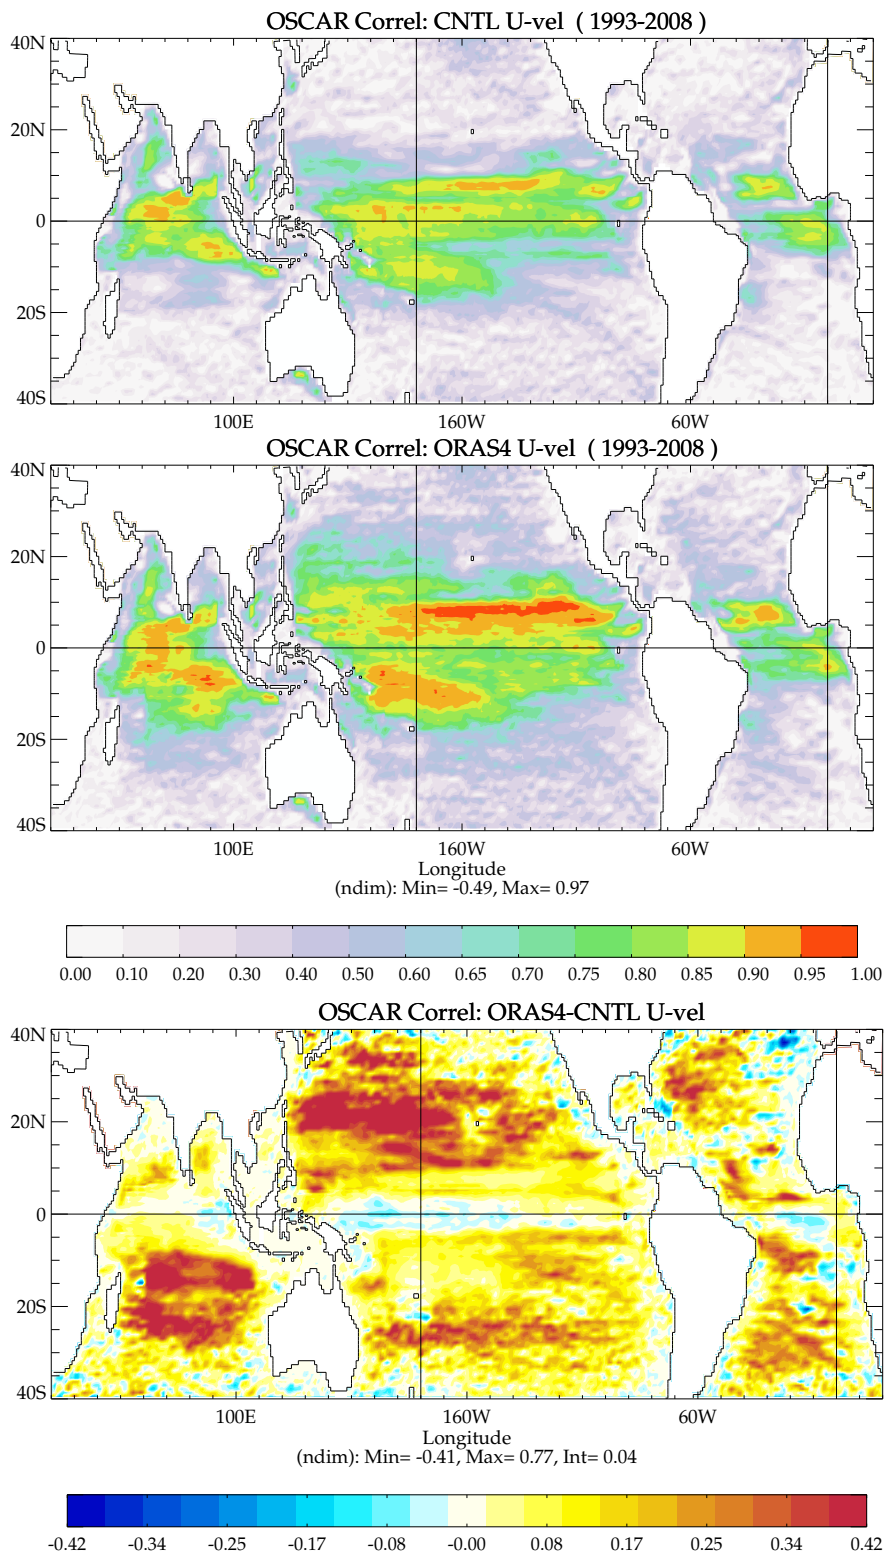 OSCAR Correl: CNTL U-vel ( 1993-2008 )
40N
20N
0
20S
40S
100E 160W 60W
OSCAR Correl: ORAS4 U-vel ( 1993-2008 )
40N
20N
0
20S
40S
100E 160W 60W
Longitude
(ndim): Min= -0.49, Max= 0.97
0.00 0.10 0.20 0.30 0.40 0.50 0.60 0.65 0.70 0.75 0.80 0.85 0.90 0.95 1.00
OSCAR Correl: ORAS4-CNTL U-vel
40N
20N
0
20S
40S
100E 160W 60W
Longitude
(ndim): Min= -0.41, Max= 0.77, Int= 0.04
-0.42 -0.34 -0.25 -0.17 -0.08 -0.00 0.08 0.17 0.25 0.34 0.42